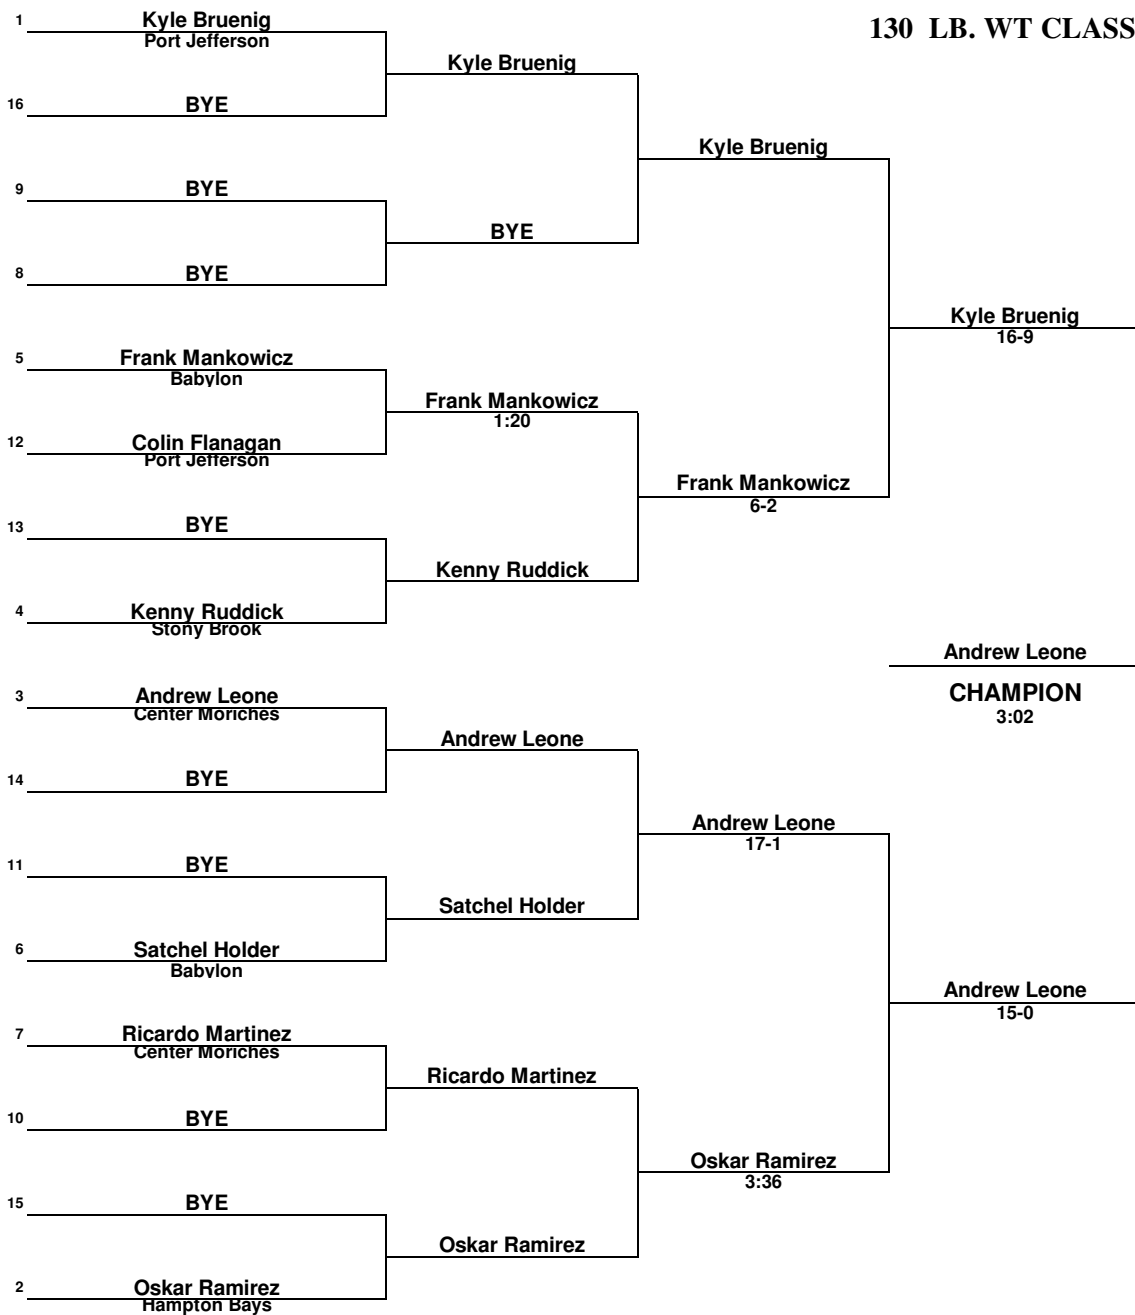 130 LB. WT CLASS
1 Kyle Bruenig
Port Jefferson
Kyle Bruenig
16 BYE
Kyle Bruenig
9 BYE
BYE
8 BYE
Kyle Bruenig
16-9
5 Frank Mankowicz
Babylon
Frank Mankowicz
1:20
12 Colin Flanagan
Port Jefferson
Frank Mankowicz
6-2
13 BYE
Kenny Ruddick
4 Kenny Ruddick
Stony Brook
Andrew Leone
CHAMPION
3:02
3 Andrew Leone
Center Moriches
Andrew Leone
14 BYE
Andrew Leone
17-1
11 BYE
Satchel Holder
6 Satchel Holder
Babylon
Andrew Leone
15-0
7 Ricardo Martinez
Center Moriches
Ricardo Martinez
10 BYE
Oskar Ramirez
3:36
15 BYE
Oskar Ramirez
2 Oskar Ramirez
Hampton Bays